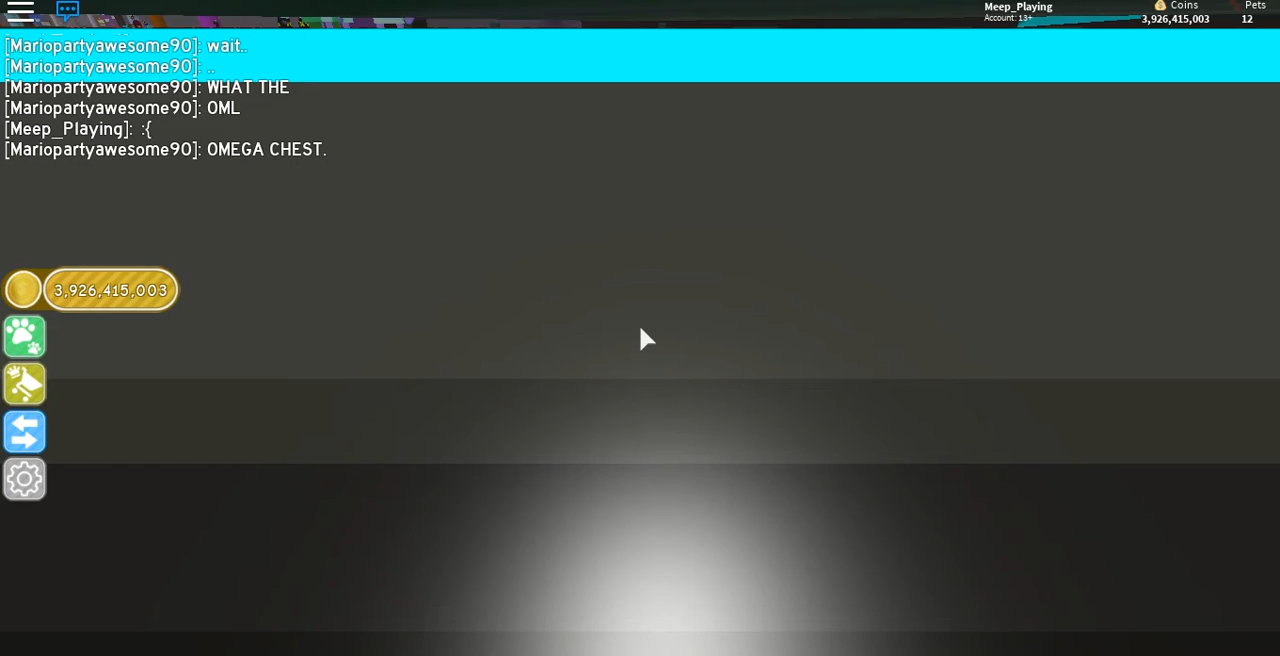 Meep_Playing
Account: 13+
Coins
3,926,415,003
Pets
12
[Mariopartyawesome90]: wait..
[Mariopartyawesome90]: ..
[Mariopartyawesome90]: WHAT THE
[Mariopartyawesome90]: OML
[Meep_Playing]: :{
[Mariopartyawesome90]: OMEGA CHEST.
3,926,415,003